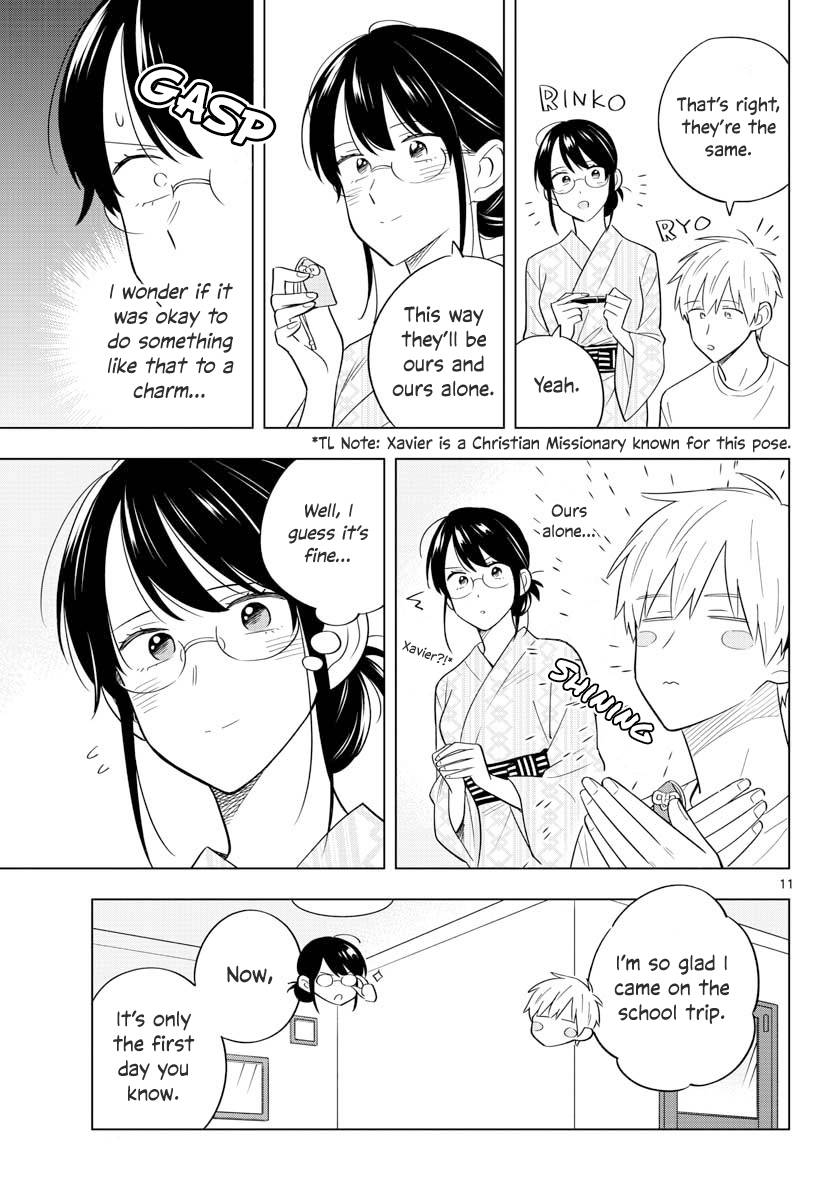 That's right,
they're the
same.
RINKO
RYO
Yeah.
This way
they'll be
ours and
ours alone.
GASP
I wonder if it
was okay to
do something
like that to a
charm...
*TL Note: Xavier is a Christian Missionary known for this pose.
Ours
alone...
Xavier?!*
SHINING
Well, I
guess it's
fine...
11
I'm so glad I
came on the
school trip.
Now,
It's only
the first
day you
know.